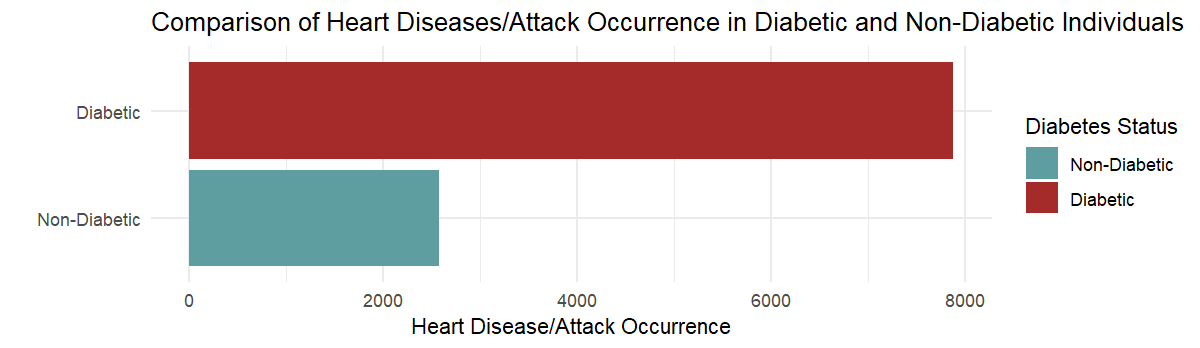 Comparison of Heart Diseases/Attack Occurrence in Diabetic and Non-Diabetic Individuals
Diabetic
Non-Diabetic
0 2000 4000 6000 8000
Heart Disease/Attack Occurrence
Diabetes Status
Non-Diabetic
Diabetic